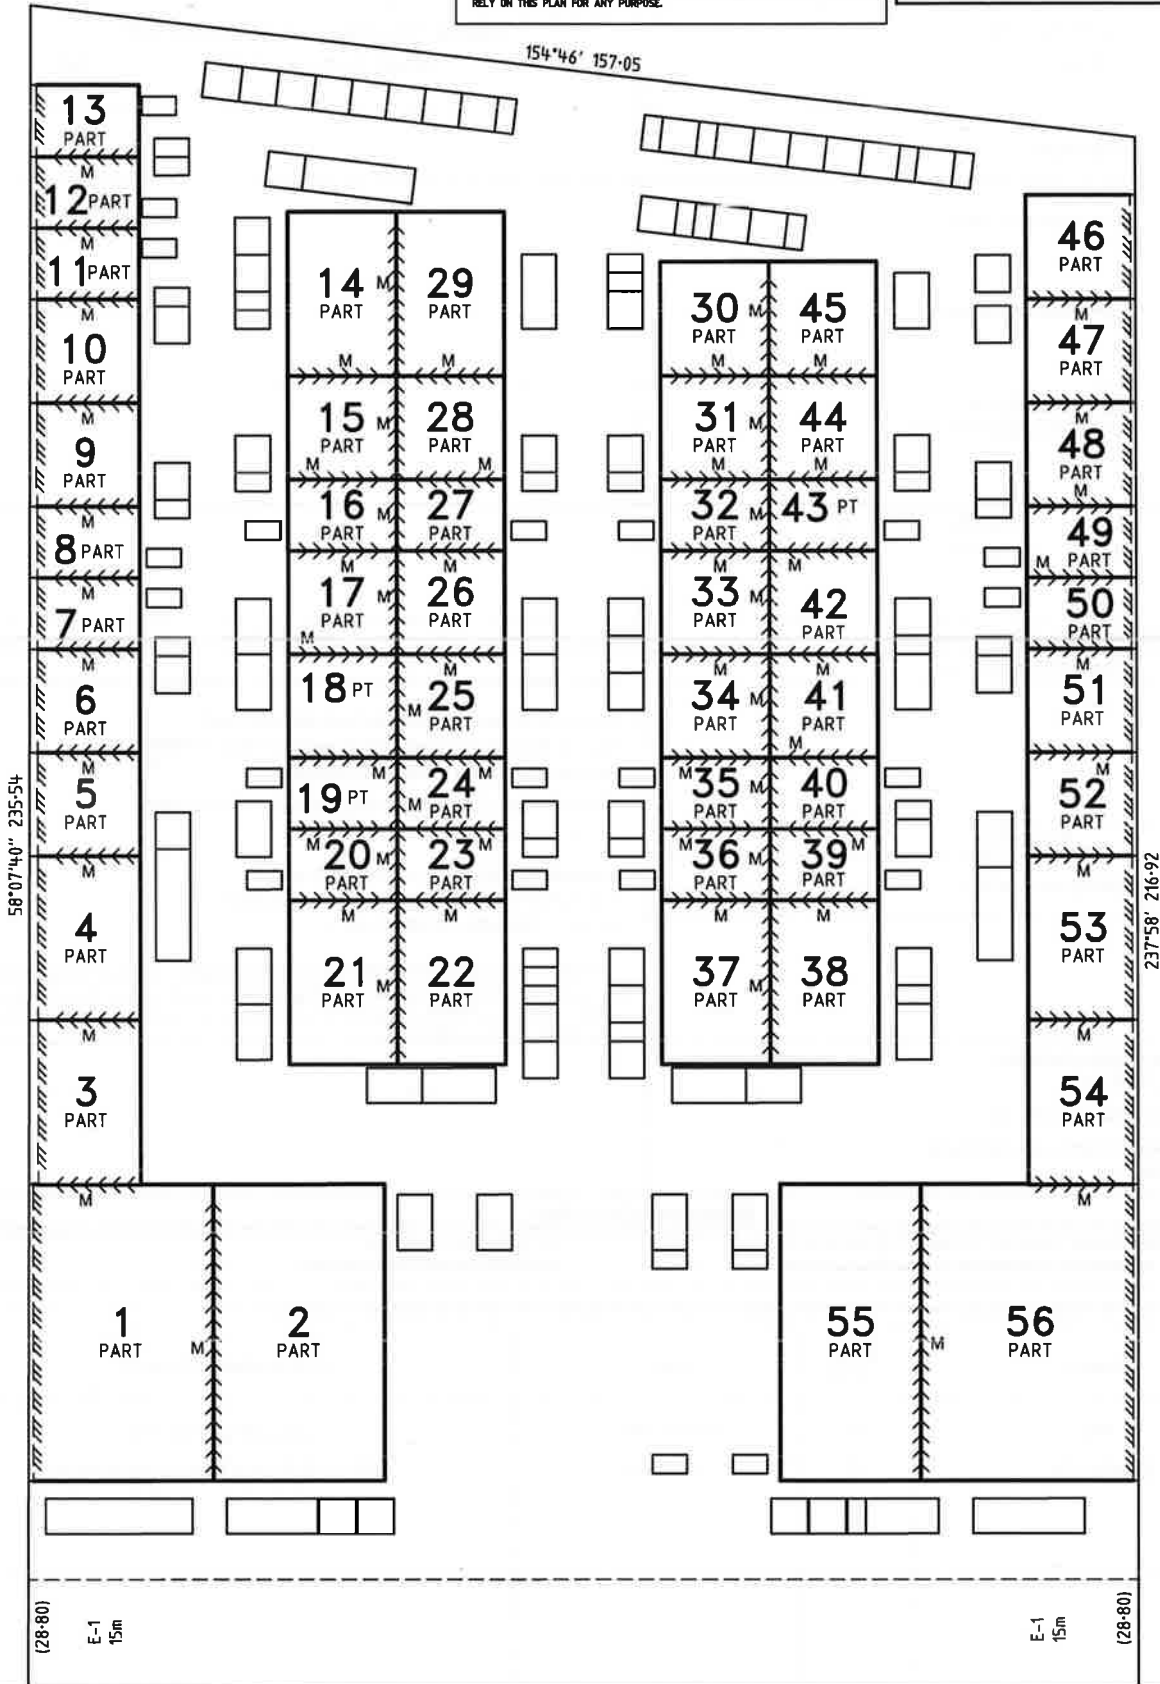 RELY ON THIS PLAN FOR ANY PURPOSE.
154°46' 157·05
13
PART
M
12 PART
M
11 PART
M
10
PART
M
9
PART
M
8 PART
M
7 PART
M
6
PART
M
5
PART
M
4
PART
M
3
PART
M
58°07'40" 235·54
14
PART
M
M
29
PART
M
15
PART
M
M
28
PART
M
16
PART
M
M
27
PART
M
17
PART
M
M
26
PART
M
18 PT
M
25
PART
M
19 PT
M
M
24
PART
M
20
PART
M
M
23
PART
M
21
PART
M
M
22
PART
M
30
PART
M
M
45
PART
M
31
PART
M
M
44
PART
M
32
PART
M
43 PT
M
33
PART
M
M
42
PART
M
34
PART
M
M
41
PART
M
35
PART
M
40
PART
36
PART
M
M
39
PART
M
37
PART
M
M
38
PART
M
46
PART
M
47
PART
M
48
PART
M
49
PART
M
50
PART
M
51
PART
M
52
PART
M
53
PART
M
54
PART
M
237°58' 216·92
1
PART
M
2
PART
55
PART
M
56
PART
(28·80)
E-1
15m
E-1
15m
(28·80)